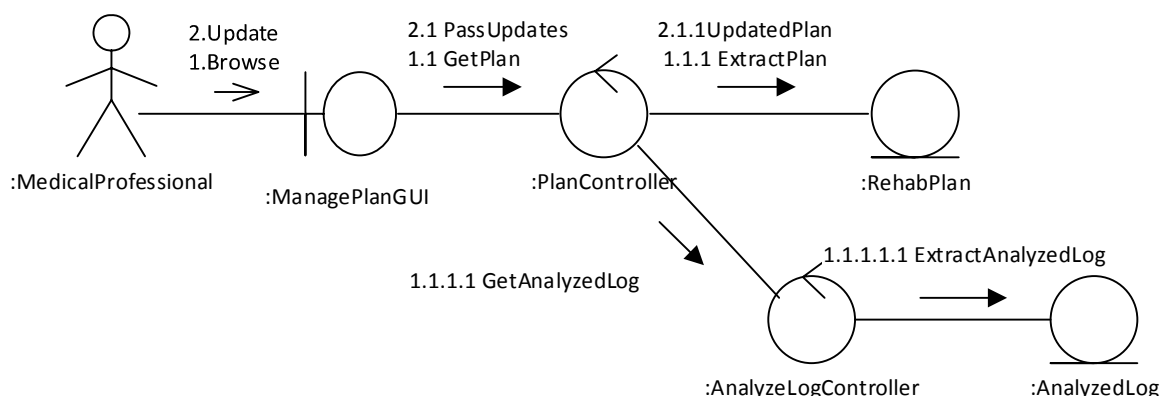 2.Update
1.Browse
2.1 PassUpdates
1.1 GetPlan
2.1.1UpdatedPlan
1.1.1 ExtractPlan
:MedicalProfessional
:ManagePlanGUI
:PlanController
:RehabPlan
1.1.1.1 GetAnalyzedLog
1.1.1.1.1 ExtractAnalyzedLog
:AnalyzeLogController
:AnalyzedLog